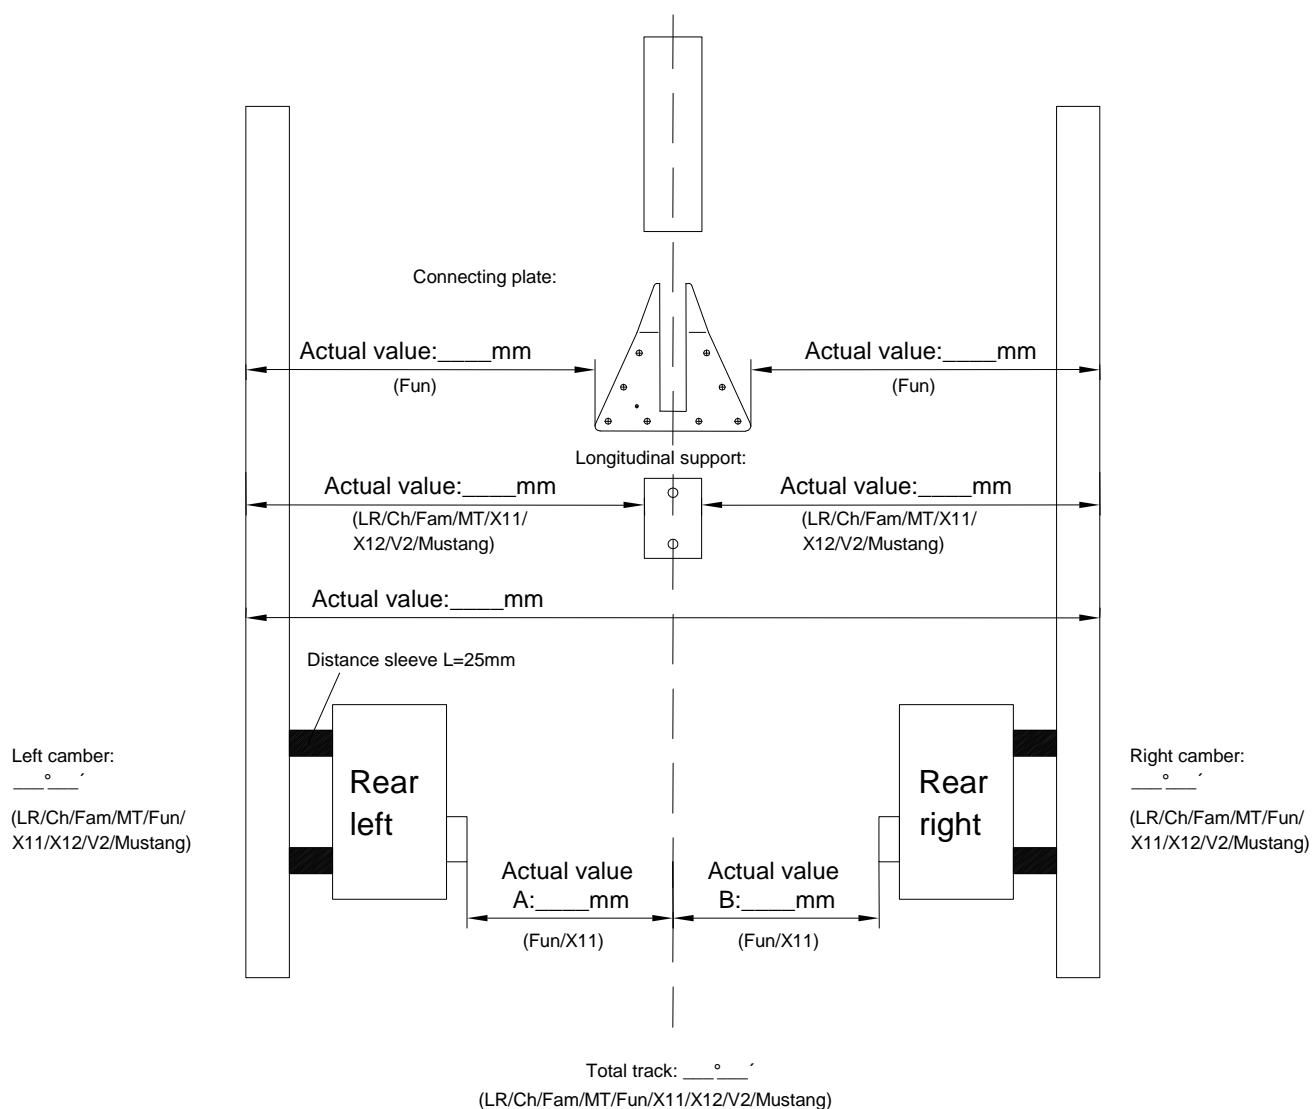 Connecting plate:
Actual value:____mm
(Fun)
Actual value:____mm
(Fun)
Longitudinal support:
Actual value:____mm
(LR/Ch/Fam/MT/X11/
X12/V2/Mustang)
Actual value:____mm
(LR/Ch/Fam/MT/X11/
X12/V2/Mustang)
Actual value:____mm
Distance sleeve L=25mm
Left camber:
___°___´
(LR/Ch/Fam/MT/Fun/
X11/X12/V2/Mustang)
Rear
left
Rear
right
Right camber:
___°___´
(LR/Ch/Fam/MT/Fun/
X11/X12/V2/Mustang)
Actual value
A:____mm
(Fun/X11)
Actual value
B:____mm
(Fun/X11)
Total track: ___°___´
(LR/Ch/Fam/MT/Fun/X11/X12/V2/Mustang)